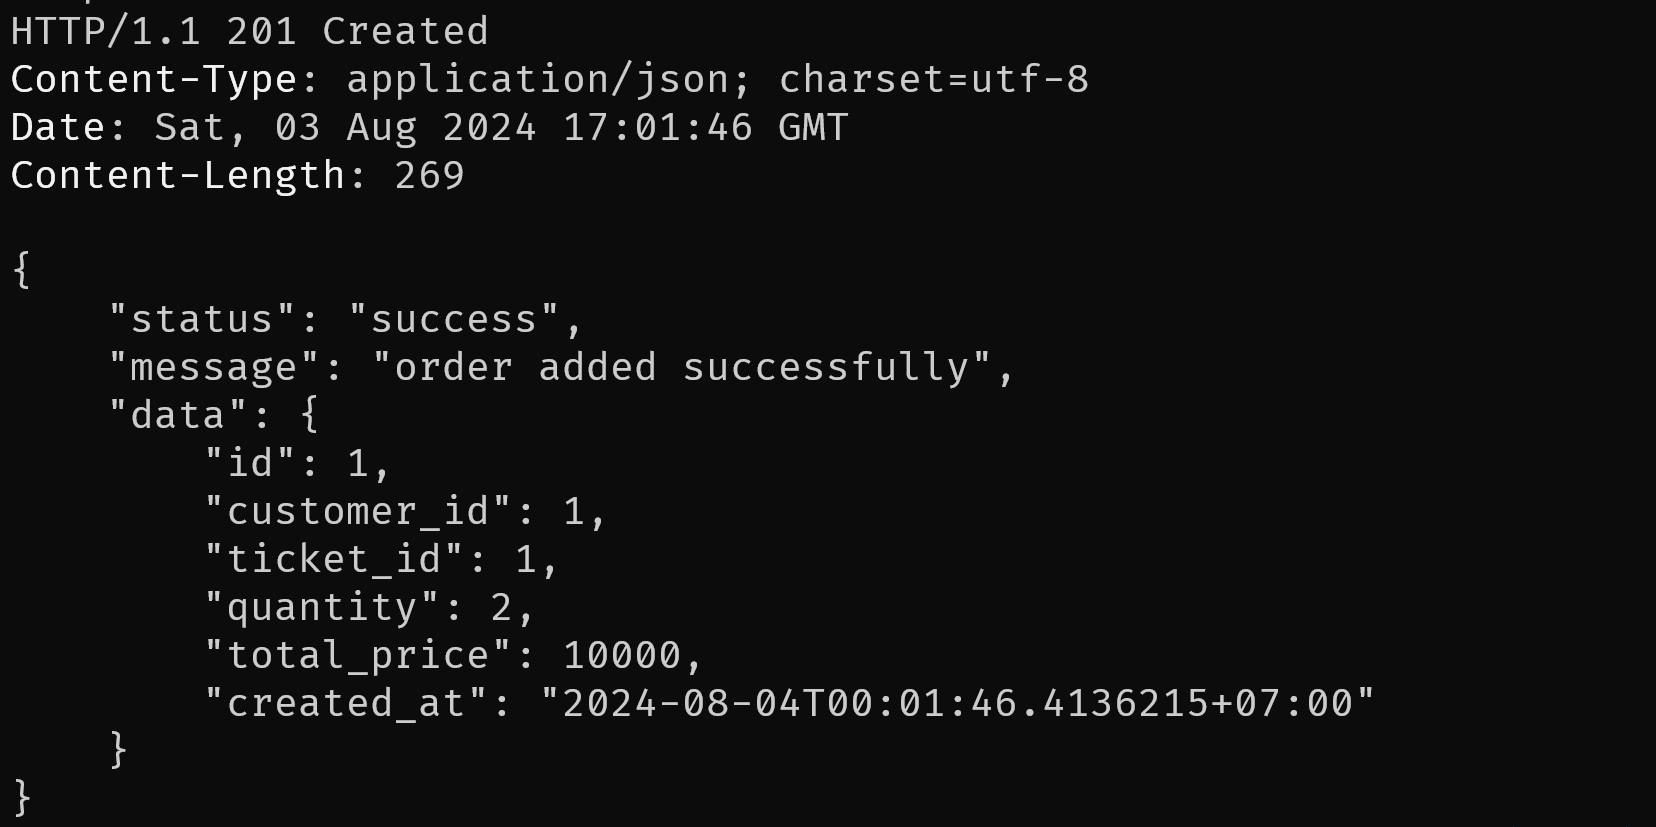 HTTP/1.1 201 Created
Content-Type: application/json; charset=utf-8
Date: Sat, 03 Aug 2024 17:01:46 GMT
Content-Length: 269

{
    "status": "success",
    "message": "order added successfully",
    "data": {
        "id": 1,
        "customer_id": 1,
        "ticket_id": 1,
        "quantity": 2,
        "total_price": 10000,
        "created_at": "2024-08-04T00:01:46.4136215+07:00"
    }
}